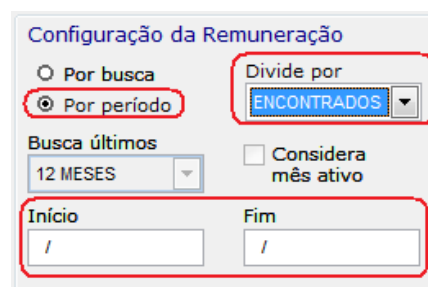 Configuração da Remuneração
Por busca
Por período
Divide por
ENCONTRADOS
Busca últimos
12 MESES
Considera
mês ativo
Início
Fim
/
/